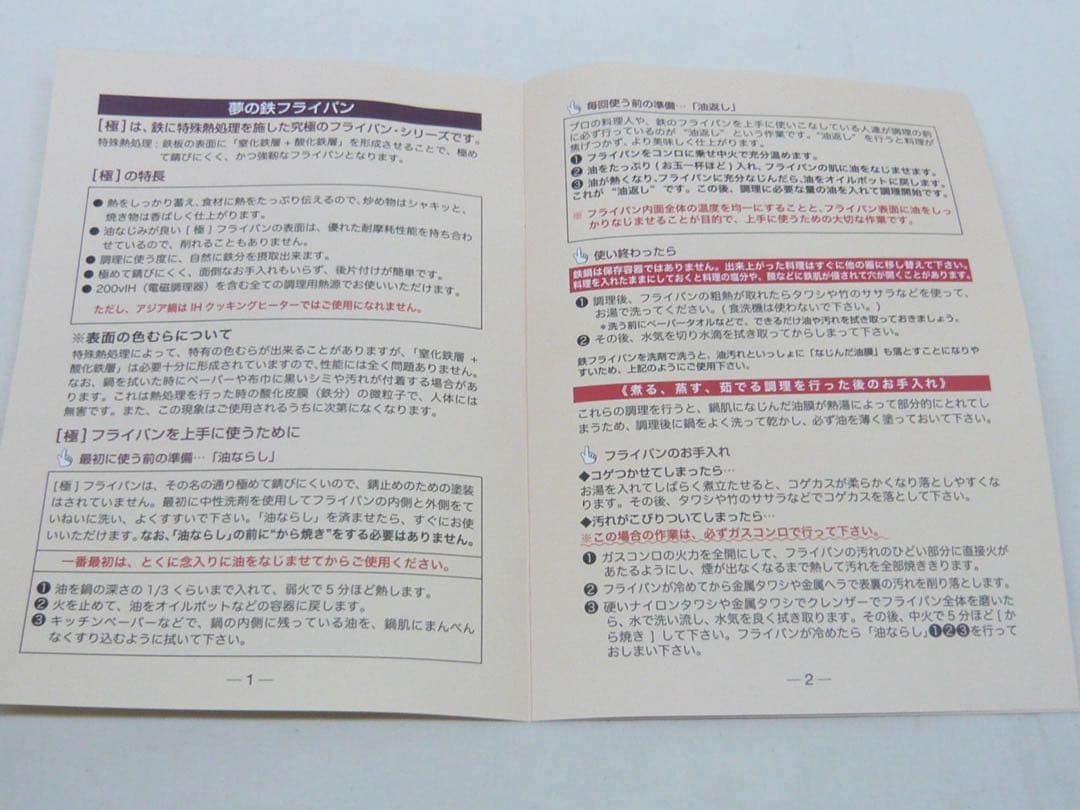 夢の鉄フライパン
[極]は、鉄に特殊熱処理を施した究極のフライパン・シリーズです。
特殊熱処理：鉄板の表面に「窒化鉄層＋酸化鉄層」を形成させることで、極め
て錆びにくく、かつ強靭なフライパンとなります。
[極]の特長
● 熱をしっかり蓄え、食材に熱をたっぷり伝えるので、炒め物はシャキッと、
焼き物は香ばしく仕上がります。
● 油なじみが良い[極]フライパンの表面は、優れた耐摩耗性能を持ち合わ
せているので、削れることもありません。
● 調理に使う度に、自然に鉄分を摂取出来ます。
● 極めて錆びにくく、面倒なお手入れもいらず、後片付けが簡単です。
● 200vIH（電磁調理器）を含む全ての調理用熱源でお使いいただけます。
ただし、アジア鍋は IH クッキングヒーターではご使用になれません。
※表面の色むらについて
特殊熱処理によって、特有の色むらが出来ることがありますが、「窒化鉄層＋
酸化鉄層」は必要十分に形成されていますので、性能には全く問題ありません。
なお、鍋を拭いた時にペーパーや布巾に黒いシミや汚れが付着する場合があ
ります。これは熱処理を行った時の酸化皮膜（鉄分）の微粒子で、人体には
無害です。また、この現象はご使用されるうちに次第になくなります。
[極]フライパンを上手に使うために
最初に使う前の準備…「油ならし」
[極]フライパンは、その名の通り極めて錆びにくいので、錆止めのための塗装
はされていません。最初に中性洗剤を使用してフライパンの内側と外側をて
いねいに洗い、よくすすいで下さい。「油ならし」を済ませたら、すぐにお使
いいただけます。なお、「油ならし」の前に“から焼き”をする必要はありません。
一番最初は、とくに念入りに油をなじませてからご使用ください。
❶ 油を鍋の深さの 1/3 くらいまで入れて、弱火で5分ほど熱します。
❷ 火を止めて、油をオイルポットなどの容器に戻します。
❸ キッチンペーパーなどで、鍋の内側に残っている油を、鍋肌にまんべん
なくすり込むように拭いて下さい。
―1―
毎回使う前の準備…「油返し」
プロの料理人や、鉄のフライパンを上手に使いこなしている人達が調理の前
に必ず行っているのが“油返し”という作業です。“油返し”を行うと料理が
焦げつかず、より美味しく仕上がります。
❶ フライパンをコンロに乗せ中火で充分温めます。
❷ 油をたっぷり(お玉一杯ほど)入れ、フライパンの肌に油をなじませます。
❸ 油が熱くなり、フライパンに充分なじんだら、油をオイルポットに戻します。
これが“油返し”です。この後、調理に必要な量の油を入れて調理開始です。
※ フライパン内面全体の温度を均一にすることと、フライパン表面に油をしっ
かりなじませることが目的で、上手に使うための大切な作業です。
使い終わったら
鉄鍋は保存容器ではありません。出来上がった料理はすぐに他の器に移し替えて下さい。
料理を入れたままにしておくと料理の塩分や、酸などに鉄肌が侵されて穴が開くことがあります。
❶ 調理後、フライパンの粗熱が取れたらタワシや竹のササラなどを使って、
お湯で洗ってください。(食洗機は使わないで下さい。)
＊洗う前にペーパータオルなどで、できるだけ油や汚れを拭き取っておきましょう。
❷ その後、水気を切り水滴を拭き取ってからしまって下さい。
鉄フライパンを洗剤で洗うと、油汚れといっしょに「なじんだ油膜」も落とすことになりや
すいため、上記のようにご使用下さい。
《煮る、蒸す、茹でる調理を行った後のお手入れ》
これらの調理を行うと、鍋肌になじんだ油膜が熱湯によって部分的にとれてし
まうため、調理後に鍋をよく洗って乾かし、必ず油を薄く塗っておいて下さい。
フライパンのお手入れ
◆コゲつかせてしまったら…
お湯を入れてしばらく煮立たせると、コゲカスが柔らかくなり落としやすくな
ります。その後、タワシや竹のササラなどでコゲカスを落として下さい。
◆汚れがこびりついてしまったら…
※この場合の作業は、必ずガスコンロで行って下さい。
❶ ガスコンロの火力を全開にして、フライパンの汚れのひどい部分に直接火が
あたるようにし、煙が出なくなるまで熱して汚れを全部焼ききります。
❷ フライパンが冷めてから金属タワシや金属ヘラで表裏の汚れを削り落とします。
❸ 硬いナイロンタワシや金属タワシでクレンザーでフライパン全体を磨いた
ら、水で洗い流し、水気を良く拭き取ります。その後、中火で5分ほど[か
ら焼き]して下さい。フライパンが冷めたら「油ならし」❶❷❸を行って
おしまい下さい。
―2―